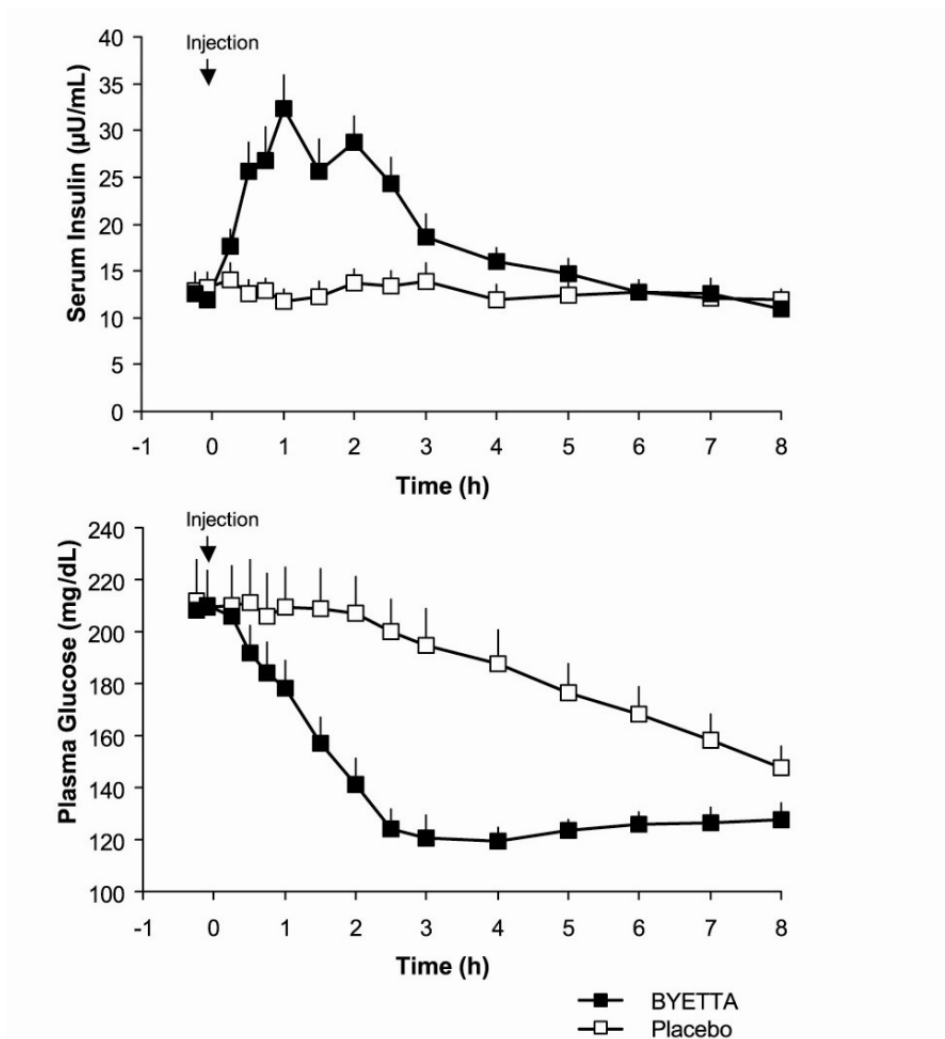 Injection
40
35
30
25
20
15
10
5
0
Serum Insulin (µU/mL)
-1 0 1 2 3 4 5 6 7 8
Time (h)
Injection
240
220
200
180
160
140
120
100
Plasma Glucose (mg/dL)
-1 0 1 2 3 4 5 6 7 8
Time (h)
BYETTA
Placebo